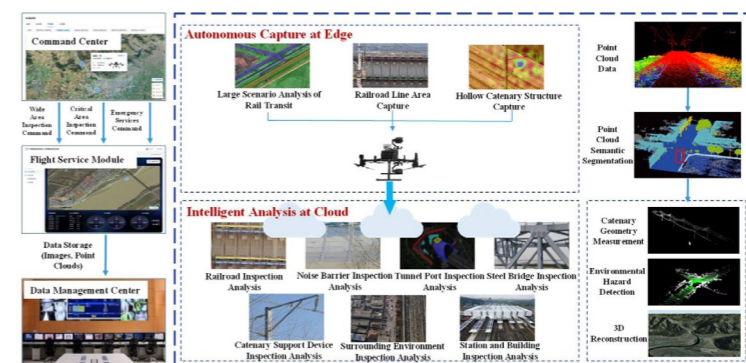 Command Center
Wide
Area
Inspection
Command
Critical
Area
Inspection
Command
Emergency
Services
Command
Flight Service Module
Data Storage
(Images, Point
Clouds)
Data Management Center
Autonomous Capture at Edge
Large Scenario Analysis of
Rail Transit
Railroad Line Area
Capture
Hollow Catenary Structure
Capture
Intelligent Analysis at Cloud
Railroad Inspection
Analysis
Noise Barrier Inspection
Analysis
Tunnel Port Inspection
Analysis
Steel Bridge Inspection
Analysis
Catenary Support Device
Inspection Analysis
Surrounding Environment
Inspection Analysis
Station and Building
Inspection Analysis
Point
Cloud
Data
Point
Cloud
Semantic
Segmentation
Catenary
Geometry
Measurement
Environmental
Hazard
Detection
3D
Reconstruction